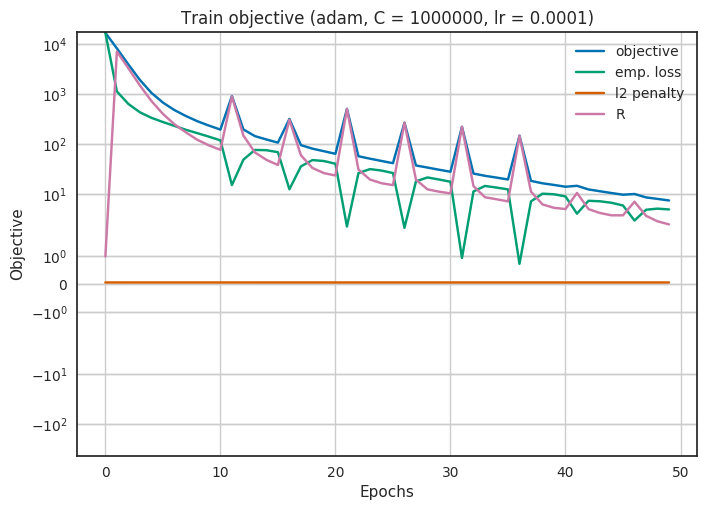 Train objective (adam, C = 1000000, lr = 0.0001)
objective
emp. loss
l2 penalty
R
Objective
10⁴
10³
10²
10¹
10⁰
0
−10⁰
−10¹
−10²
0 10 20 30 40 50
Epochs